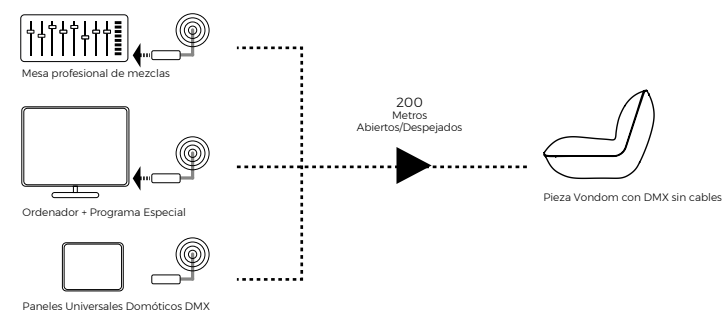 Mesa profesional de mezclas
200
Metros
Abiertos/Despejados
Ordenador + Programa Especial
Pieza Vondom con DMX sin cables
Paneles Universales Domóticos DMX